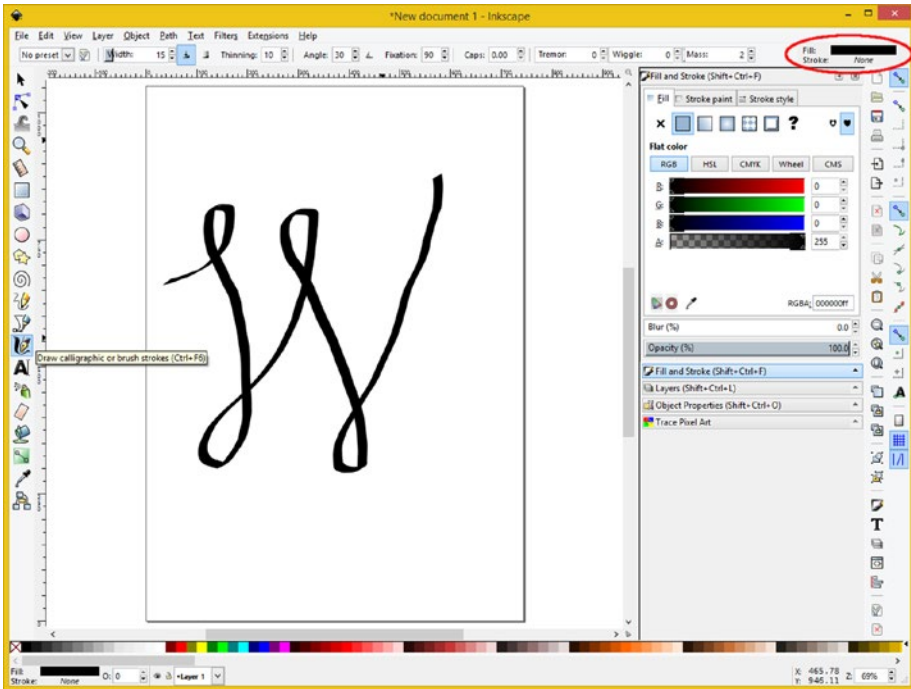 *New document 1 - Inkscape
File Edit View Layer Object Path Text Filters Extensions Help
No preset Width: 15 Thinning: 10 Angle: 30 Fixation: 90 Caps: 0.00 Tremor: 0 Wiggle: 0 Mass: 2
Fill:
Stroke: None
Fill and Stroke (Shift+Ctrl+F)
Fill Stroke paint Stroke style
Flat color
RGB HSL CMYK Wheel CMS
R: 0
G: 0
B: 0
A: 255
RGBA: 000000ff
Blur (%) 0.0
Opacity (%) 100.0
Fill and Stroke (Shift+Ctrl+F)
Layers (Shift+Ctrl+L)
Object Properties (Shift+Ctrl+O)
Trace Pixel Art
W
Draw calligraphic or brush strokes (Ctrl+F6)
Fill:
Stroke: None
O: 0
•Layer 1
X: 465.78
Y: 946.11
Z: 69%